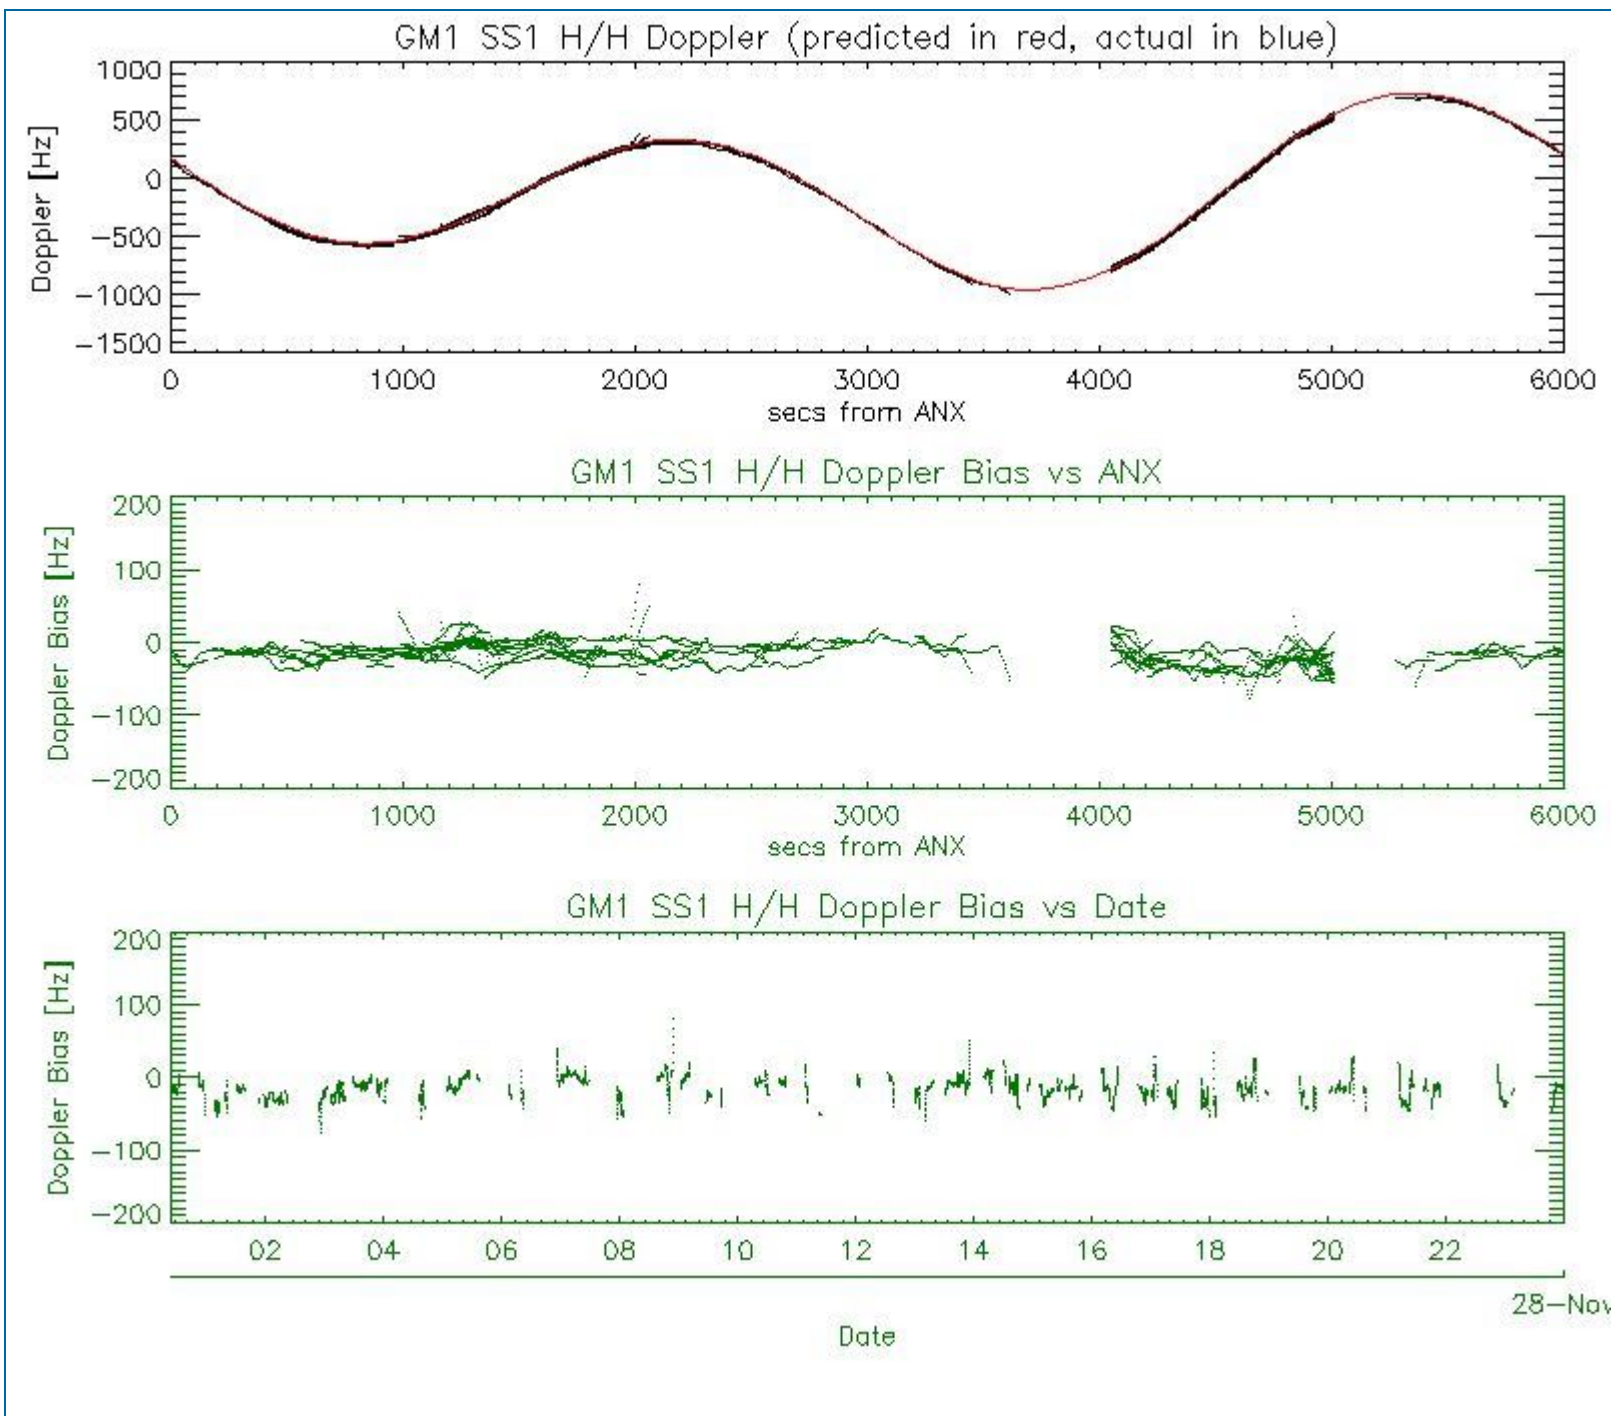 GM1 SS1 H/H Doppler (predicted in red, actual in blue)
Doppler [Hz]
1000
500
0
-500
-1000
-1500
0 1000 2000 3000 4000 5000 6000
secs from ANX
GM1 SS1 H/H Doppler Bias vs ANX
Doppler Bias [Hz]
200
100
0
-100
-200
0 1000 2000 3000 4000 5000 6000
secs from ANX
GM1 SS1 H/H Doppler Bias vs Date
Doppler Bias [Hz]
200
100
0
-100
-200
02 04 06 08 10 12 14 16 18 20 22
28-Nov
Date